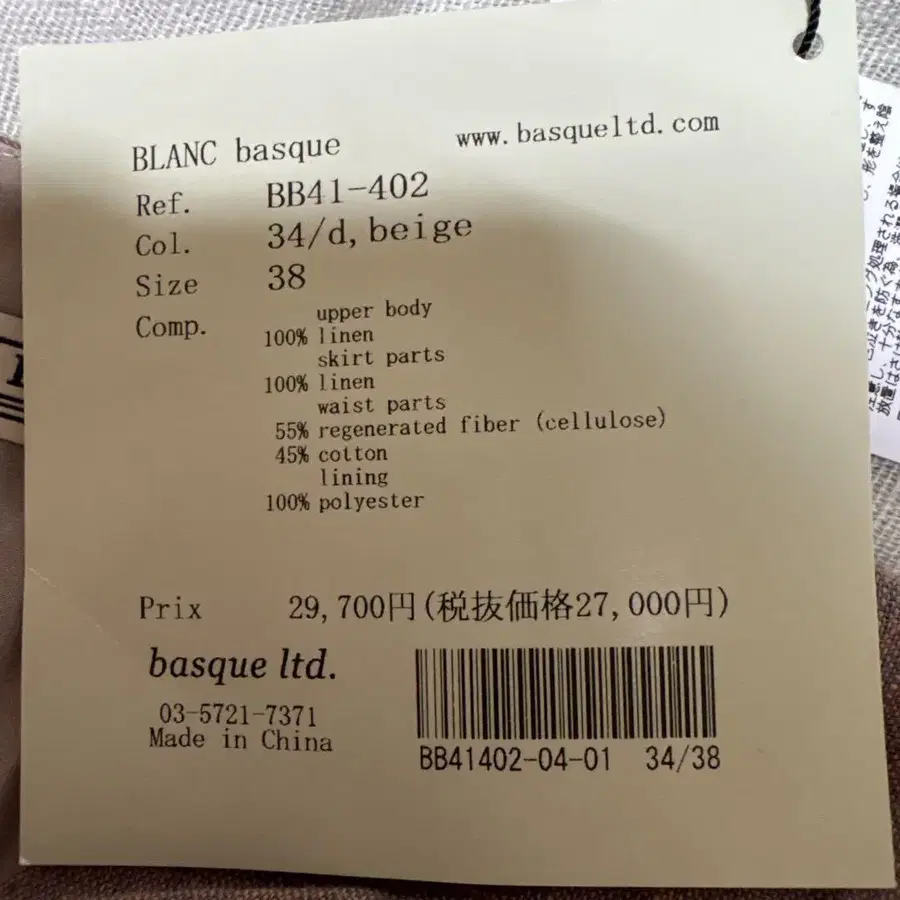 BLANC basque www.basqueltd.com
Ref. BB41-402
Col. 34/d,beige
Size 38
Comp. upper body
100% linen
skirt parts
100% linen
waist parts
55% regenerated fiber (cellulose)
45% cotton
lining
100% polyester
Prix 29,700円(税抜価格27,000円)
basque ltd.
03-5721-7371
Made in China
BB41402-04-01 34/38